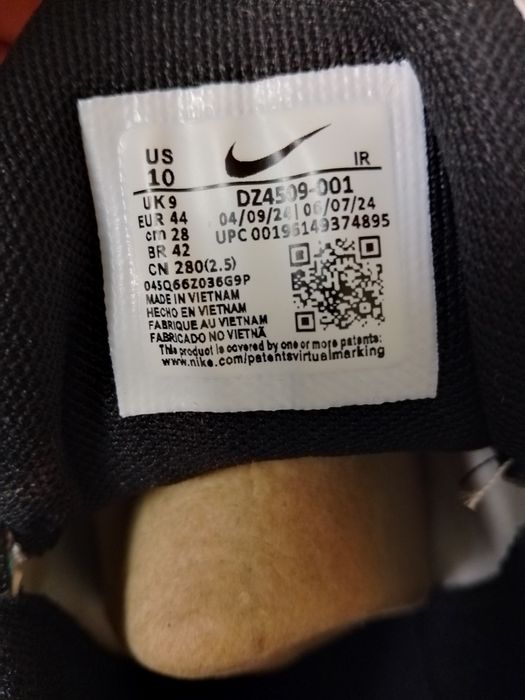 US
10
IR
UK 9
DZ4509-001
EUR 44
04/09/24 | 06/07/24
cm 28
UPC 00196149374895
BR 42
CN 280(2.5)
045Q66Z036G9P
MADE IN VIETNAM
HECHO EN VIETNAM
FABRIQUE AU VIETNAM
FABRICADO NO VIETNÃ
This product is covered by one or more patents:
www.nike.com/patentsvirtualmarking